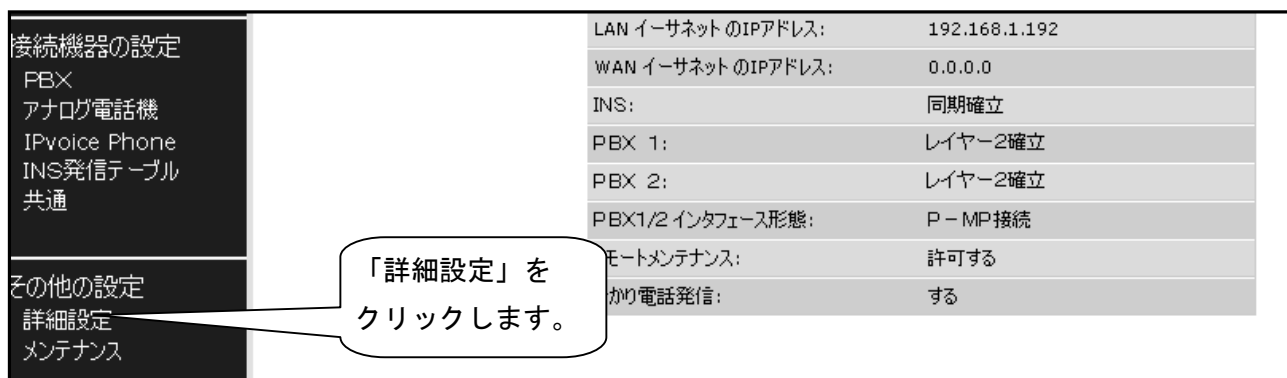 接続機器の設定
PBX
アナログ電話機
IPvoice Phone
INS発信テーブル
共通
その他の設定
詳細設定
メンテナンス
「詳細設定」を
クリックします。
LAN イーサネットのIPアドレス: 192.168.1.192
WAN イーサネットのIPアドレス: 0.0.0.0
INS: 同期確立
PBX 1: レイヤー2確立
PBX 2: レイヤー2確立
PBX1/2 インタフェース形態: P-MP接続
モートメンテナンス: 許可する
かり電話発信: する